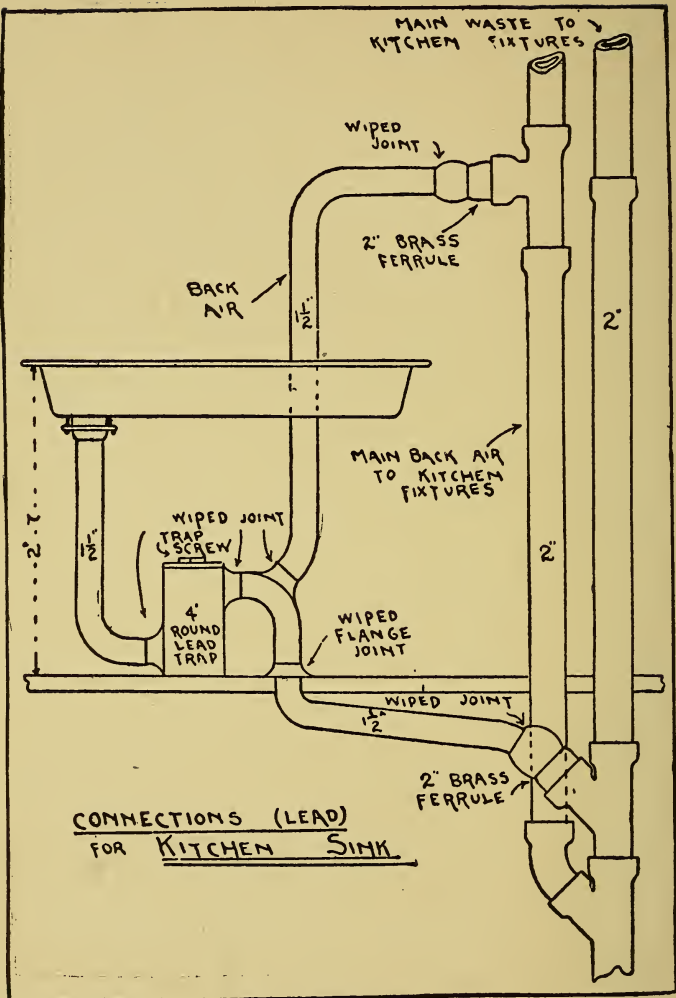 MAIN WASTE TO
KITCHEN FIXTURES
WIPED
JOINT
2" BRASS
FERRULE
BACK
AIR
1½"
2"
MAIN BACK AIR
TO KITCHEN
FIXTURES
WIPED JOINT
TRAP
SCREW
1½"
2"
4"
ROUND
LEAD
TRAP
WIPED
FLANGE
JOINT
WIPED JOINT
1½"
2" BRASS
FERRULE
CONNECTIONS (LEAD)
FOR KITCHEN SINK